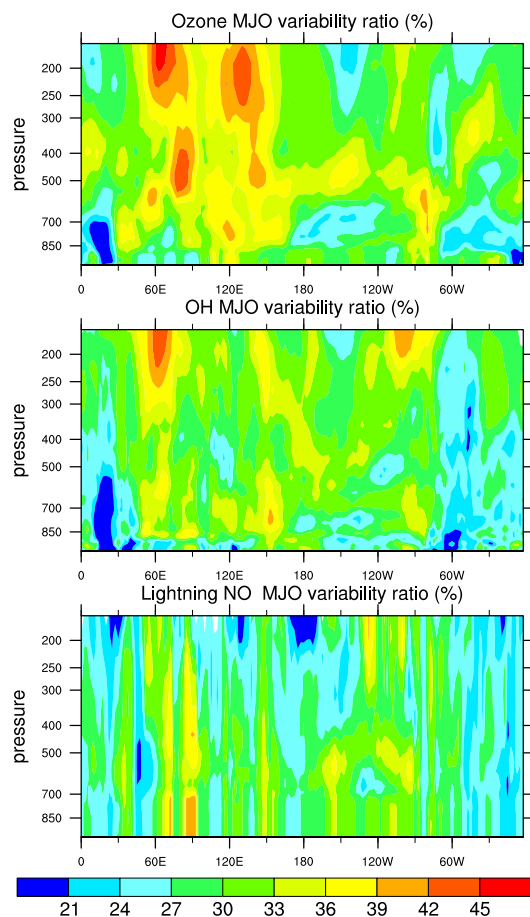 Ozone MJO variability ratio (%)
pressure
200
250
300
400
500
700
850
0 60E 120E 180 120W 60W
OH MJO variability ratio (%)
pressure
200
250
300
400
500
700
850
0 60E 120E 180 120W 60W
Lightning NO MJO variability ratio (%)
pressure
200
250
300
400
500
700
850
0 60E 120E 180 120W 60W
21 24 27 30 33 36 39 42 45